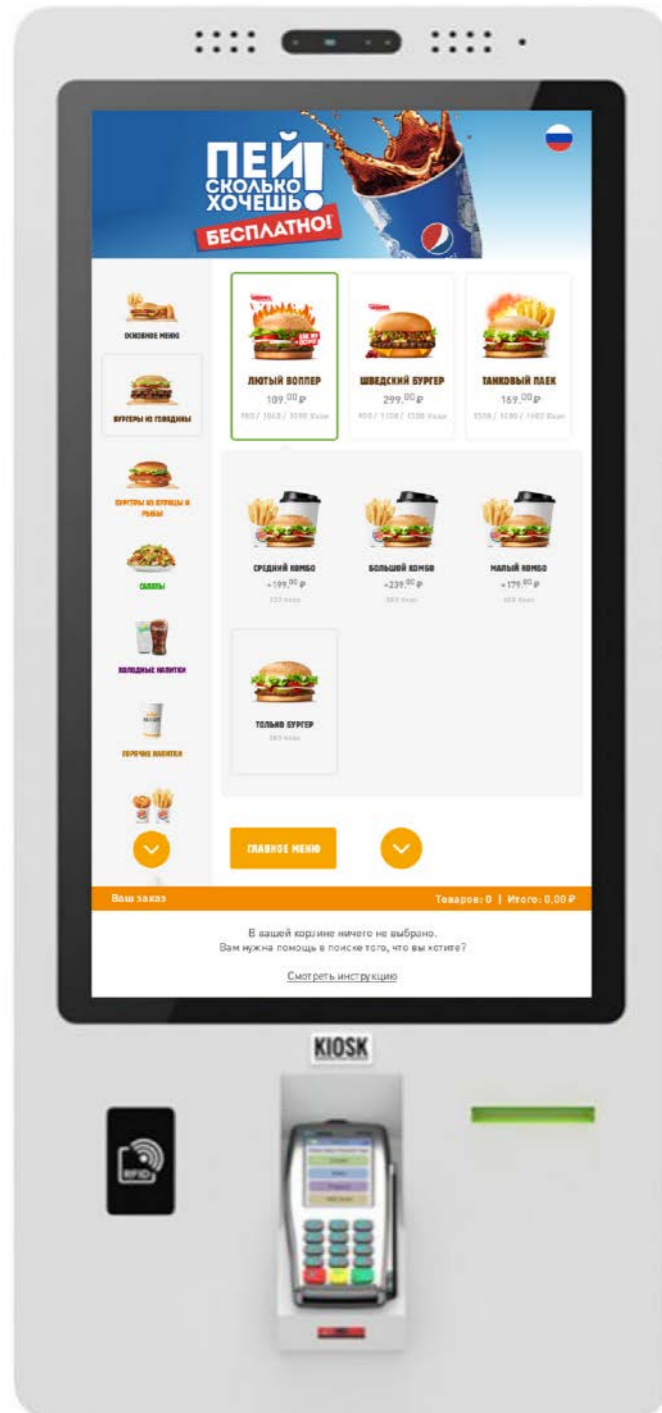 ПЕЙ
СКОЛЬКО
ХОЧЕШЬ!
БЕСПЛАТНО!
ОСНОВНОЕ МЕНЮ
БУРГЕРЫ ИЗ ГОВЯДИНЫ
БУРГЕРЫ ИЗ КУРИЦЫ И
РЫБЫ
САЛАТЫ
ХОЛОДНЫЕ НАПИТКИ
ГОРЯЧИЕ НАПИТКИ
ЛЮТЫЙ ВОППЕР
109.00 ₽
ШВЕДСКИЙ БУРГЕР
299.00 ₽
ТАНКОВЫЙ ПАЕК
169.00 ₽
СРЕДНИЙ КОМБО
+199.00 ₽
БОЛЬШОЙ КОМБО
+239.00 ₽
МАЛЫЙ КОМБО
+179.00 ₽
ТОЛЬКО БУРГЕР
ГЛАВНОЕ МЕНЮ
Ваш заказ
Товаров: 0 | Итого: 0,00 ₽
В вашей корзине ничего не выбрано.
Вам нужна помощь в поиске того, что вы хотите?
Смотреть инструкцию
KIOSK
RFID